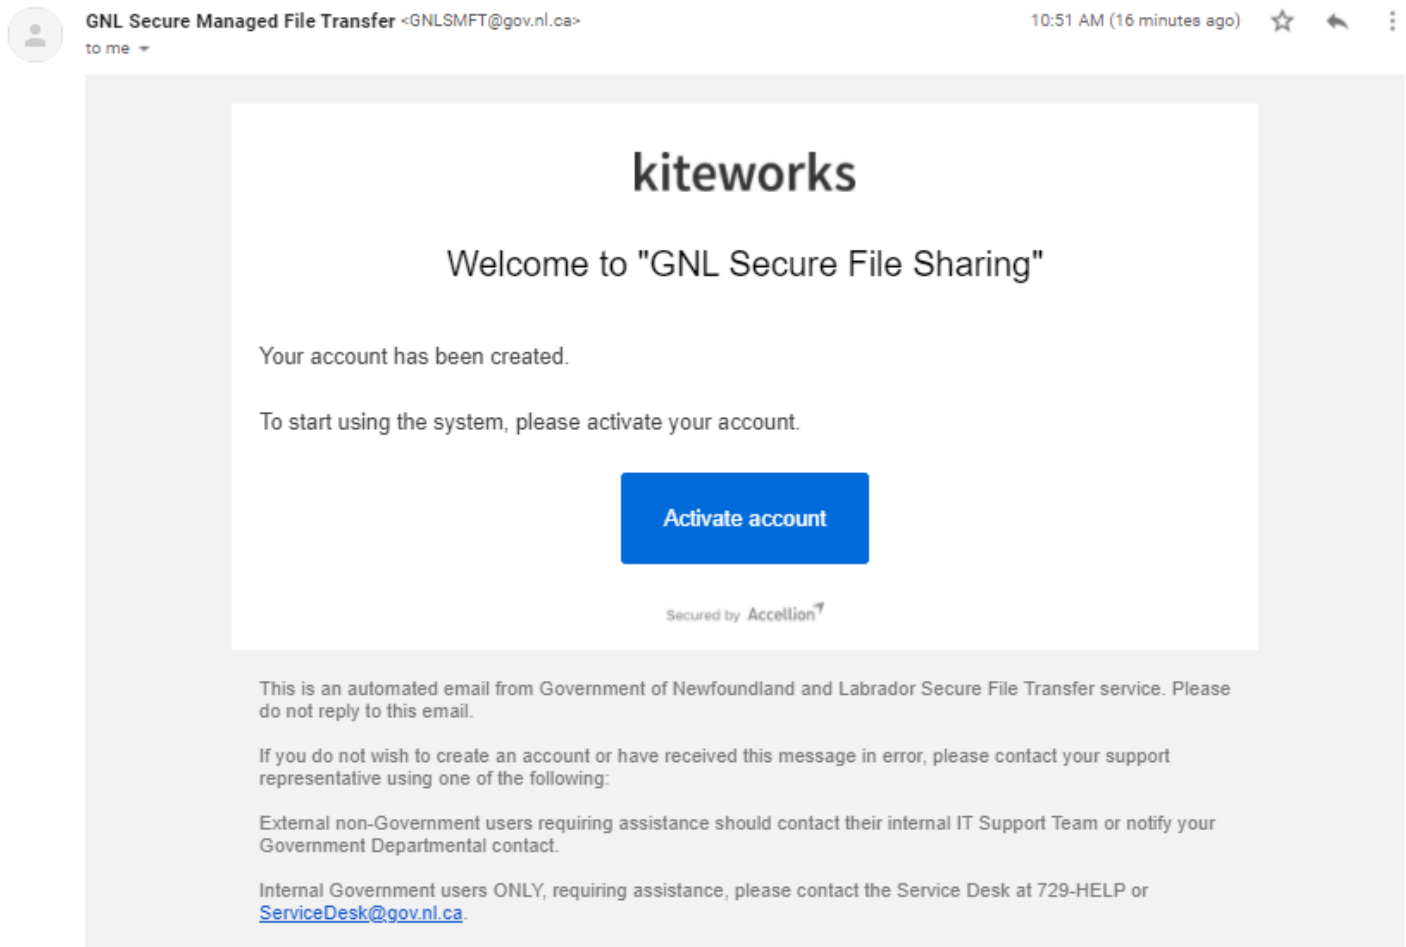 GNL Secure Managed File Transfer <GNLSMFT@gov.nl.ca>
10:51 AM (16 minutes ago)
to me
kiteworks
Welcome to "GNL Secure File Sharing"
Your account has been created.
To start using the system, please activate your account.
Activate account
Secured by Accellion
This is an automated email from Government of Newfoundland and Labrador Secure File Transfer service. Please
do not reply to this email.
If you do not wish to create an account or have received this message in error, please contact your support
representative using one of the following:
External non-Government users requiring assistance should contact their internal IT Support Team or notify your
Government Departmental contact.
Internal Government users ONLY, requiring assistance, please contact the Service Desk at 729-HELP or
ServiceDesk@gov.nl.ca.